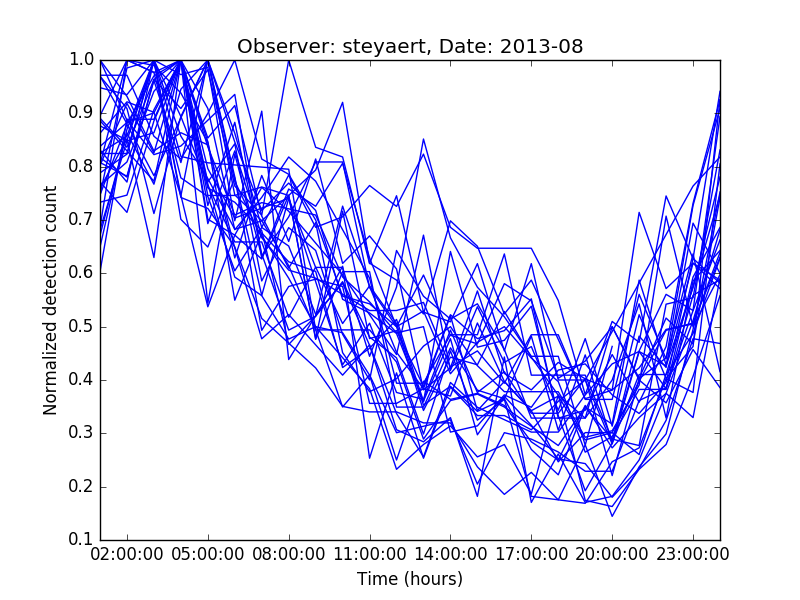 Observer: steyaert, Date: 2013-08
Normalized detection count
1.0
0.9
0.8
0.7
0.6
0.5
0.4
0.3
0.2
0.1
02:00:00 05:00:00 08:00:00 11:00:00 14:00:00 17:00:00 20:00:00 23:00:00
Time (hours)